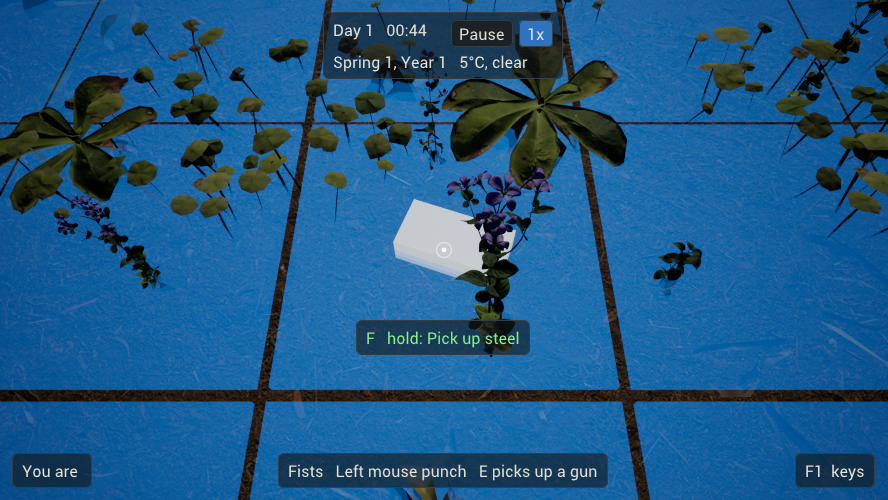 Day 1 00:44 Pause 1x
Spring 1, Year 1 5°C, clear
F hold: Pick up steel
You are
Fists Left mouse punch E picks up a gun
F1 keys